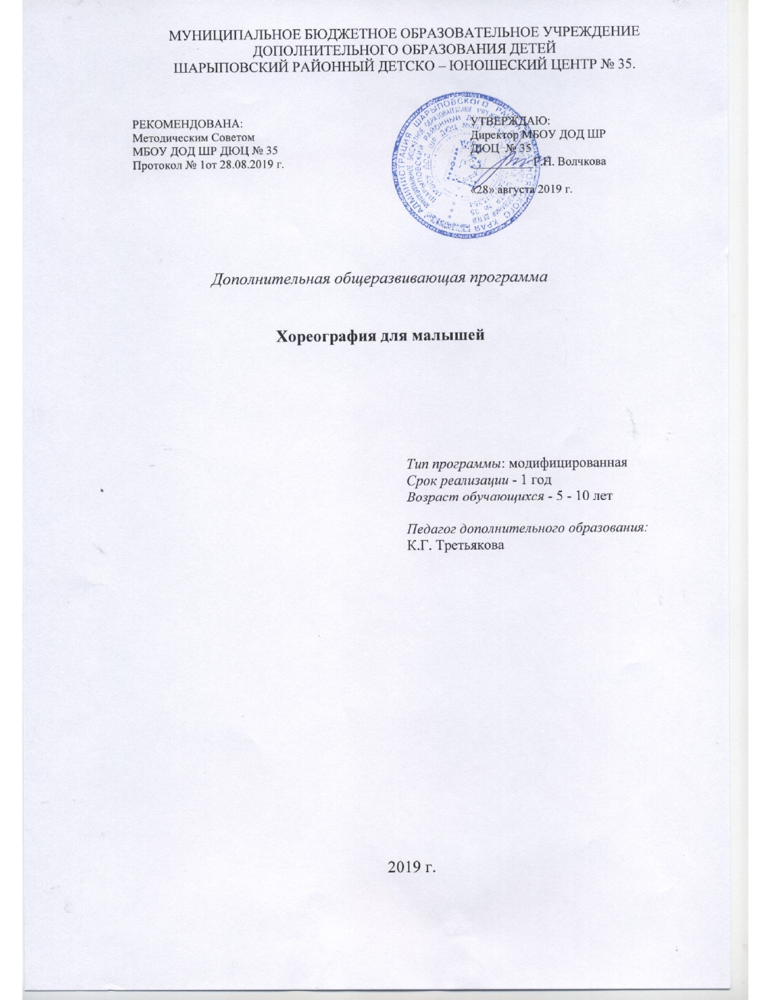 МУНИЦИПАЛЬНОЕ БЮДЖЕТНОЕ ОБРАЗОВАТЕЛЬНОЕ УЧРЕЖДЕНИЕ
ДОПОЛНИТЕЛЬНОГО ОБРАЗОВАНИЯ ДЕТЕЙ
ШАРЫПОВСКИЙ РАЙОННЫЙ ДЕТСКО – ЮНОШЕСКИЙ ЦЕНТР № 35.
РЕКОМЕНДОВАНА:
Методическим Советом
МБОУ ДОД ШР ДЮЦ № 35
Протокол № 1от 28.08.2019 г.
УТВЕРЖДАЮ:
Директор МБОУ ДОД ШР
ДЮЦ № 35
Г.Н. Волчкова
«28» августа 2019 г.
Дополнительная общеразвивающая программа
Хореография для малышей
Тип программы: модифицированная
Срок реализации - 1 год
Возраст обучающихся - 5 - 10 лет
Педагог дополнительного образования:
К.Г. Третьякова
2019 г.